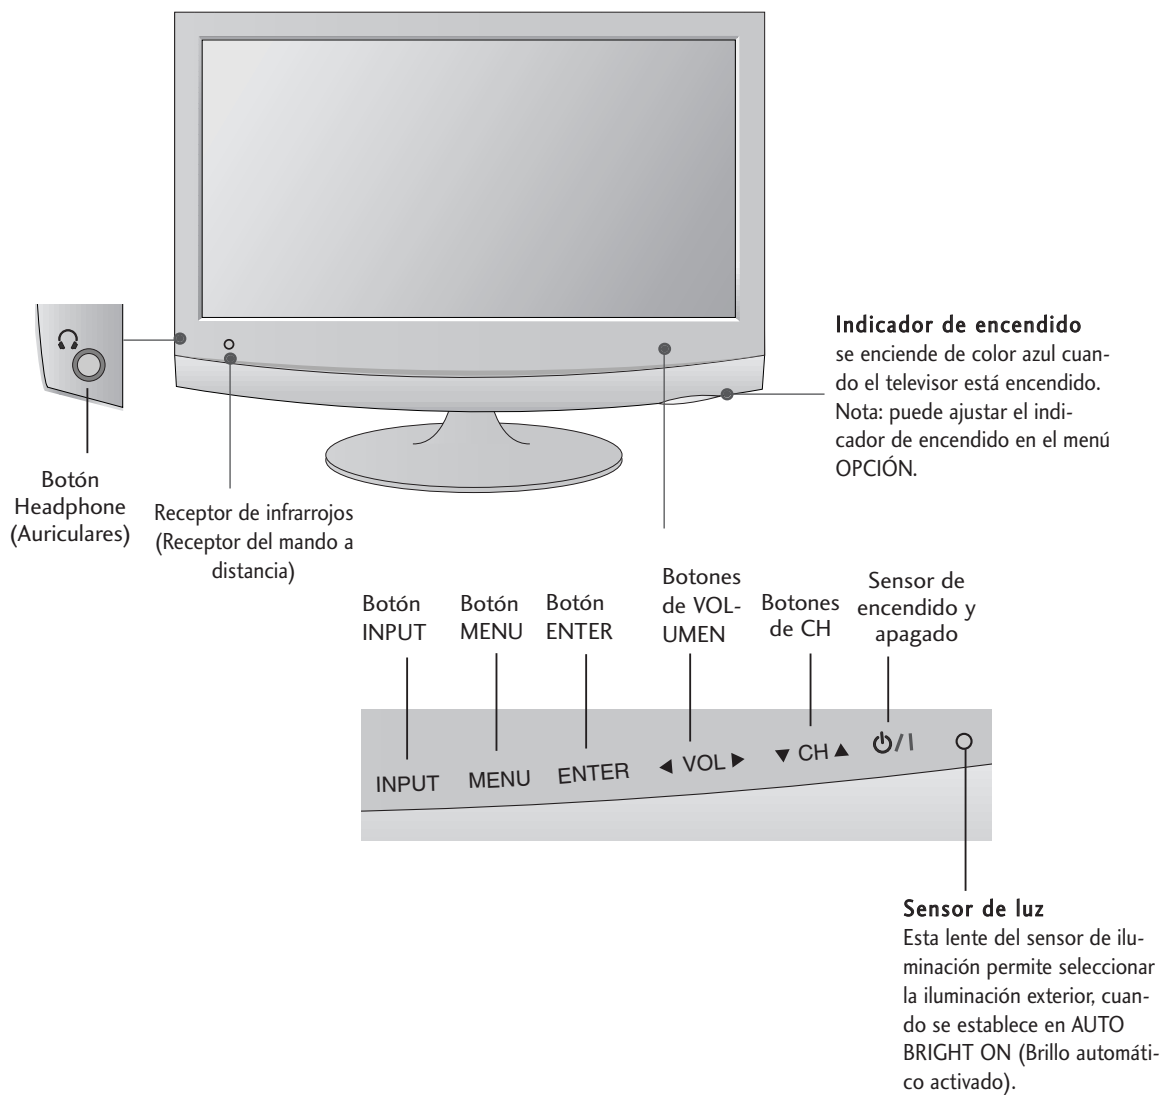 Indicador de encendido
se enciende de color azul cuan-
do el televisor está encendido.
Nota: puede ajustar el indi-
cador de encendido en el menú
OPCIÓN.
Botón
Headphone
(Auriculares)
Receptor de infrarrojos
(Receptor del mando a
distancia)
Botón
INPUT
Botón
MENU
Botón
ENTER
Botones
de VOL-
UMEN
Botones
de CH
Sensor de
encendido y
apagado
INPUT
MENU
ENTER
◄ VOL ►
▼ CH ▲
⏻/I
Sensor de luz
Esta lente del sensor de ilu-
minación permite seleccionar
la iluminación exterior, cuan-
do se establece en AUTO
BRIGHT ON (Brillo automáti-
co activado).